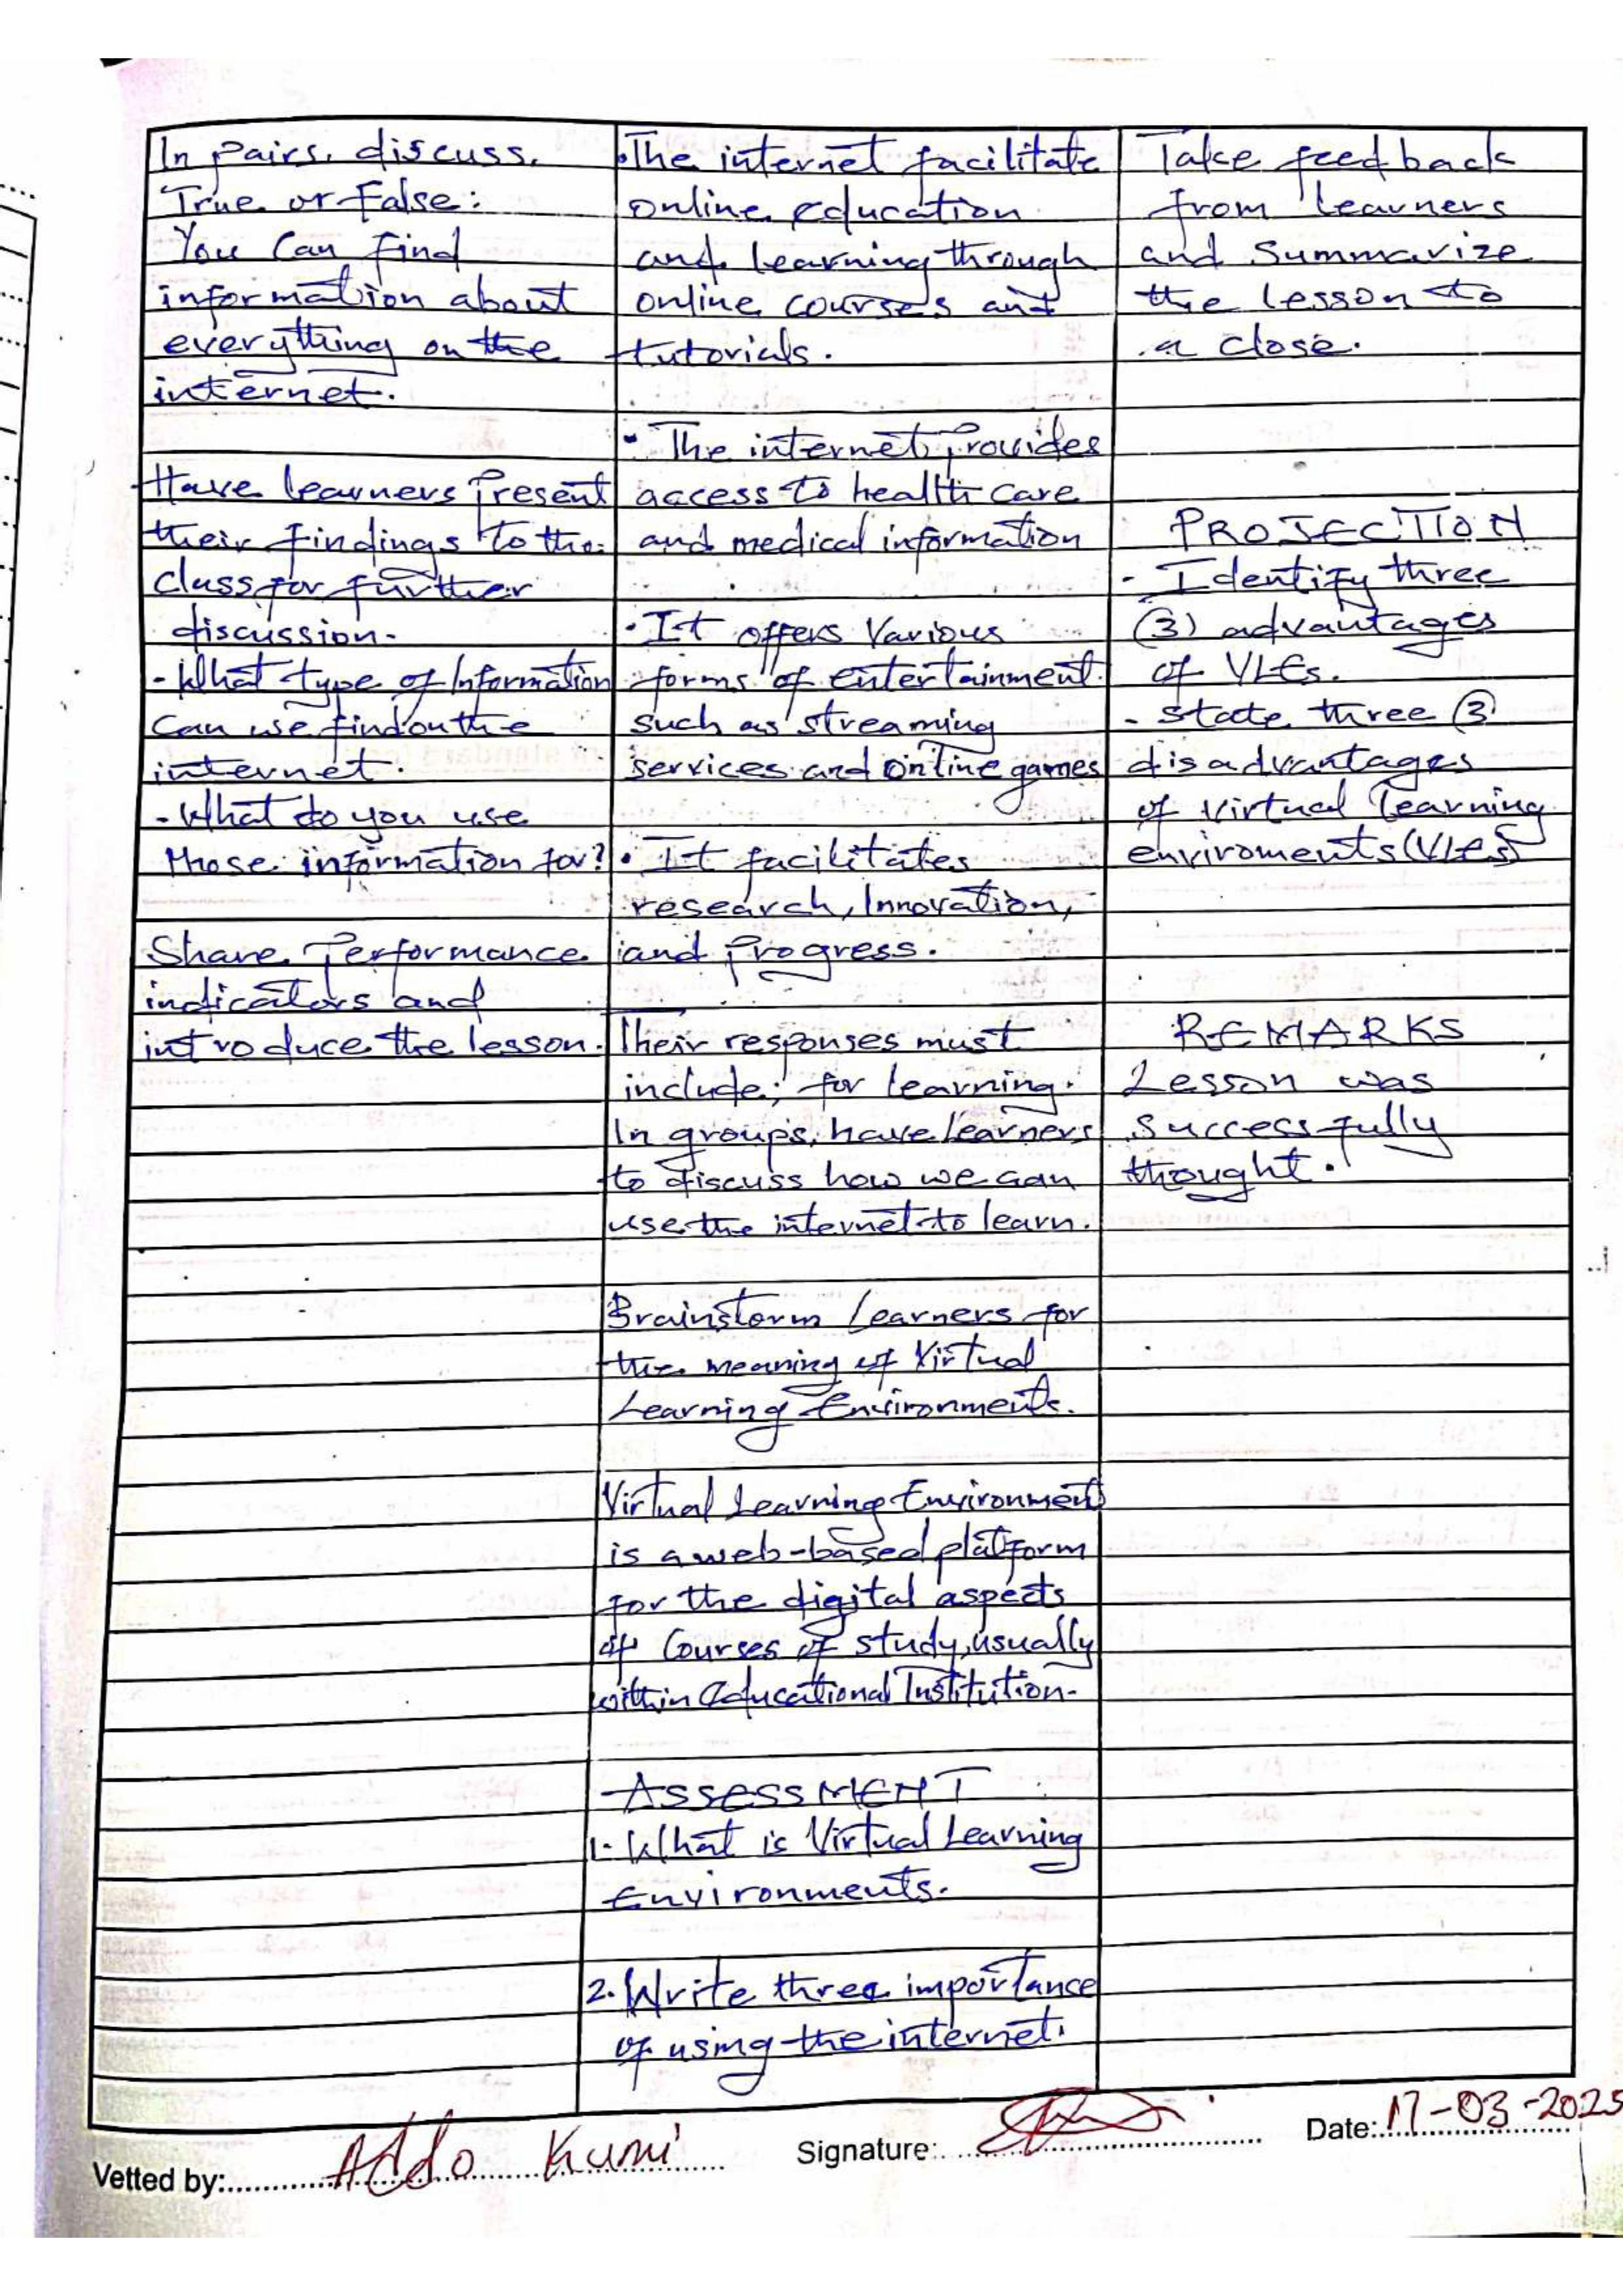 In pairs, discuss.
True or False:
You Can find
information about
everything on the
internet.
Have learners present
their findings to the
class for further
discussion.
- What type of Information
Can we find on the
internet.
- What do you use
those information for?
Share Performance
indicators and
introduce the lesson.
• The internet facilitate
online education
and learning through
online courses and
tutorials.
• The internet provides
access to health care
and medical information
• It offers Various
forms of entertainment
such as streaming
services and online games
• It facilitates
research, Innovation,
and progress.
Their responses must
include; for learning.
In groups, have learners
to discuss how we can
use the internet to learn.
Brainstorm learners for
the meaning of Virtual
Learning Environments.
Virtual Learning Environment
is a web-based platform
for the digital aspects
of Courses of study, usually
within Educational Institution.
ASSESSMENT
1. What is Virtual Learning
Environments.
2. Write three importance
of using the internet.
Take feedback
from learners
and Summarize
the lesson to
a close.
PROJECTION
- Identify three
(3) advantages
of VLEs.
- State three (3)
disadvantages
of virtual learning
enviroments (VLEs)
REMARKS
Lesson was
Successfully
thought.
Vetted by: Addo Kumi Signature: Date: 17-03-2025